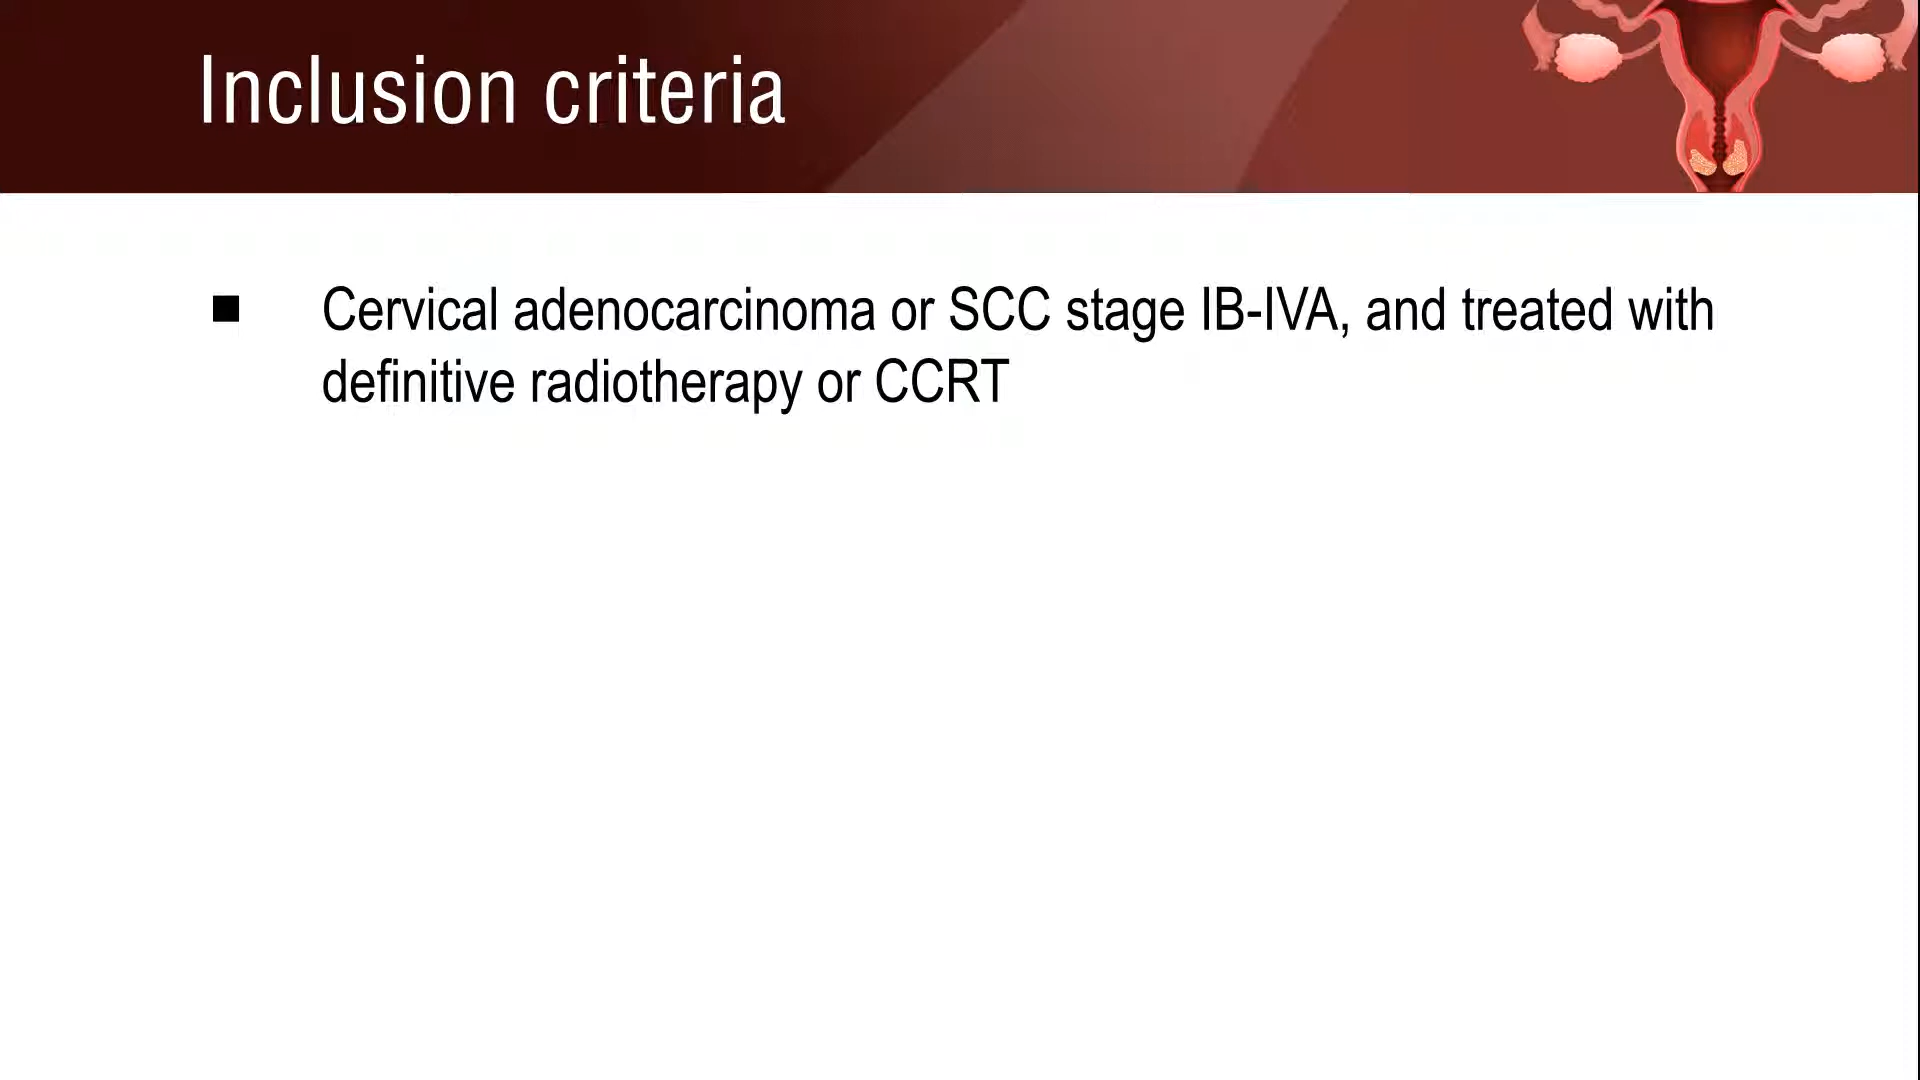 Inclusion criteria
■ Cervical adenocarcinoma or SCC stage IB-IVA, and treated with
definitive radiotherapy or CCRT